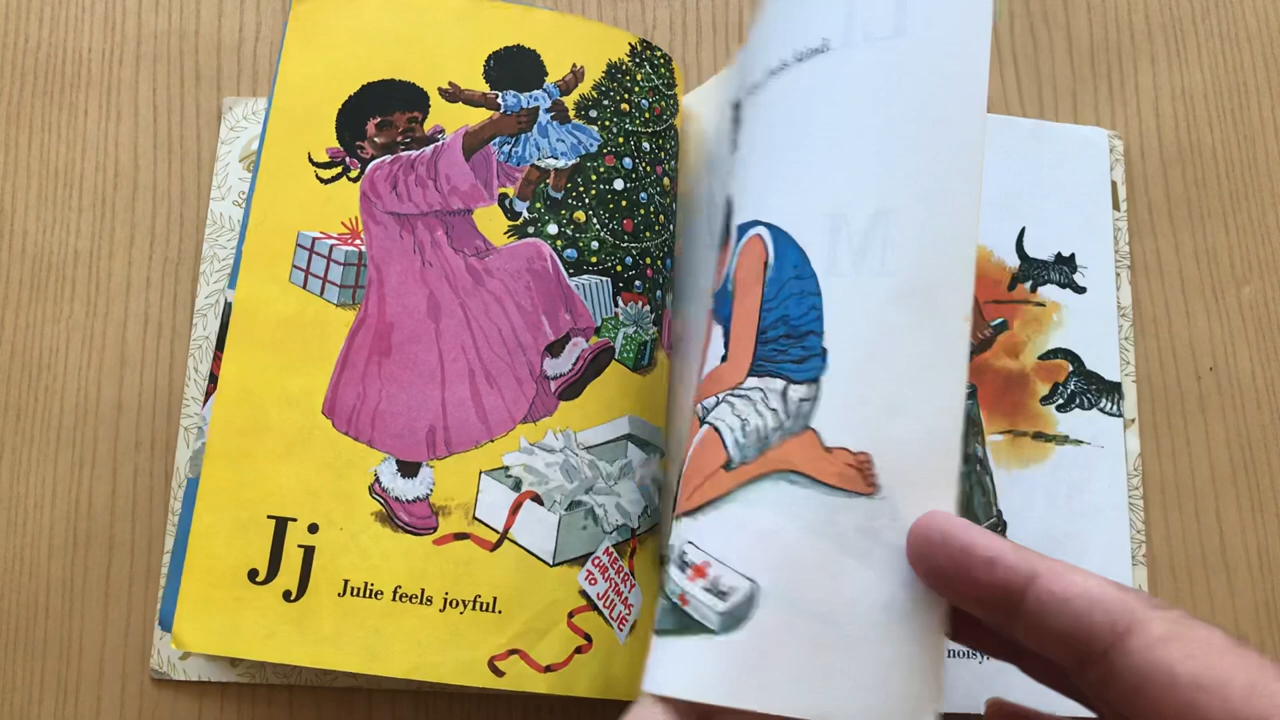 Jj
Julie feels joyful.
MERRY
CHRISTMAS
TO JULIE
M
noisy.